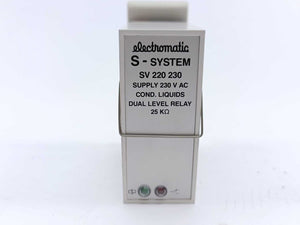 electromatic
S - SYSTEM
SV 220 230
SUPPLY 230 V AC
COND. LIQUIDS
DUAL LEVEL RELAY
25 KΩ